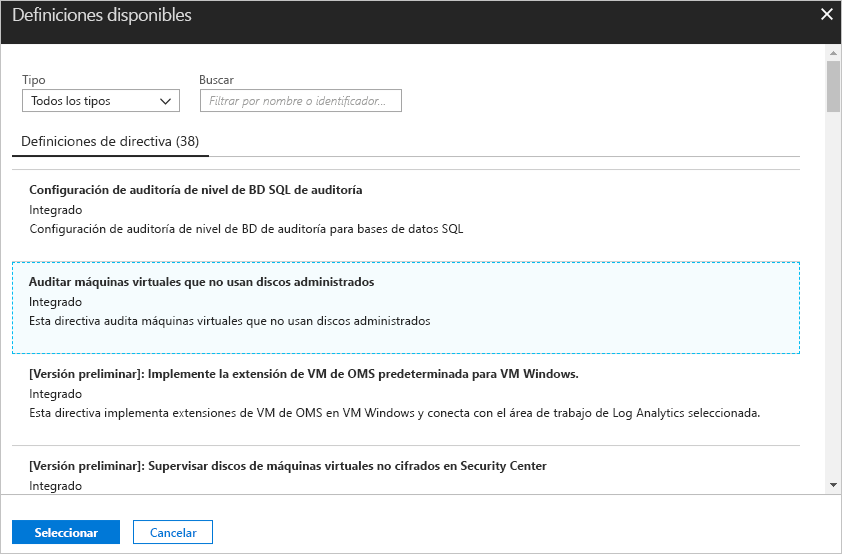 Definiciones disponibles
Tipo
Buscar
Todos los tipos
Filtrar por nombre o identificador...
Definiciones de directiva (38)
Configuración de auditoría de nivel de BD SQL de auditoría
Integrado
Configuración de auditoría de nivel de BD de auditoría para bases de datos SQL
Auditar máquinas virtuales que no usan discos administrados
Integrado
Esta directiva audita máquinas virtuales que no usan discos administrados
[Versión preliminar]: Implemente la extensión de VM de OMS predeterminada para VM Windows.
Integrado
Esta directiva implementa extensiones de VM de OMS en VM Windows y conecta con el área de trabajo de Log Analytics seleccionada.
[Versión preliminar]: Supervisar discos de máquinas virtuales no cifrados en Security Center
Integrado
Seleccionar
Cancelar